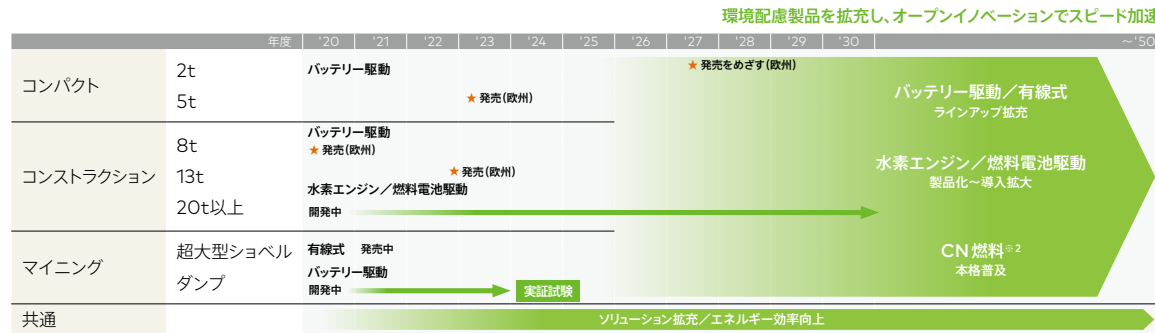 環境配慮製品を拡充し、オープンイノベーションでスピード加速
年度 '20 '21 '22 '23 '24 '25 '26 '27 '28 '29 '30 ～'50
コンパクト
2t
バッテリー駆動
★ 発売をめざす(欧州)
5t
★ 発売(欧州)
バッテリー駆動／有線式
ラインアップ拡充
コンストラクション
8t
バッテリー駆動
★ 発売(欧州)
13t
★ 発売(欧州)
20t以上
水素エンジン／燃料電池駆動
開発中
水素エンジン／燃料電池駆動
製品化～導入拡大
マイニング
超大型ショベル
有線式 発売中
ダンプ
バッテリー駆動
開発中
実証試験
CN燃料※2
本格普及
共通
ソリューション拡充／エネルギー効率向上